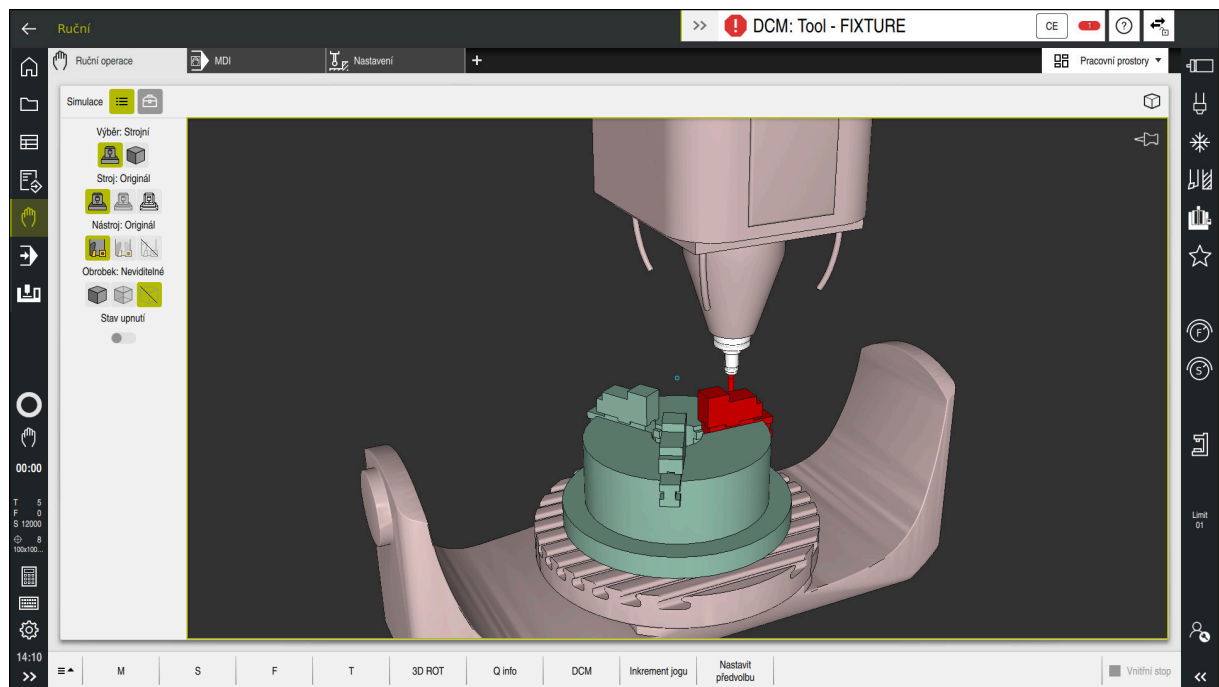 Ruční
DCM: Tool - FIXTURE
CE
1
?
Ruční operace
MDI
Nastavení
+
Pracovní prostory
Simulace
Výběr: Strojní
Stroj: Originál
Nástroj: Originál
Obrobek: Neviditelné
Stav upnutí
00:00
T 5
F 0
S 12000
8
100x100...
14:10
F
S
Limit
01
M
S
F
T
3D ROT
Q info
DCM
Inkrement jogu
Nastavit
předvolbu
Vnitřní stop